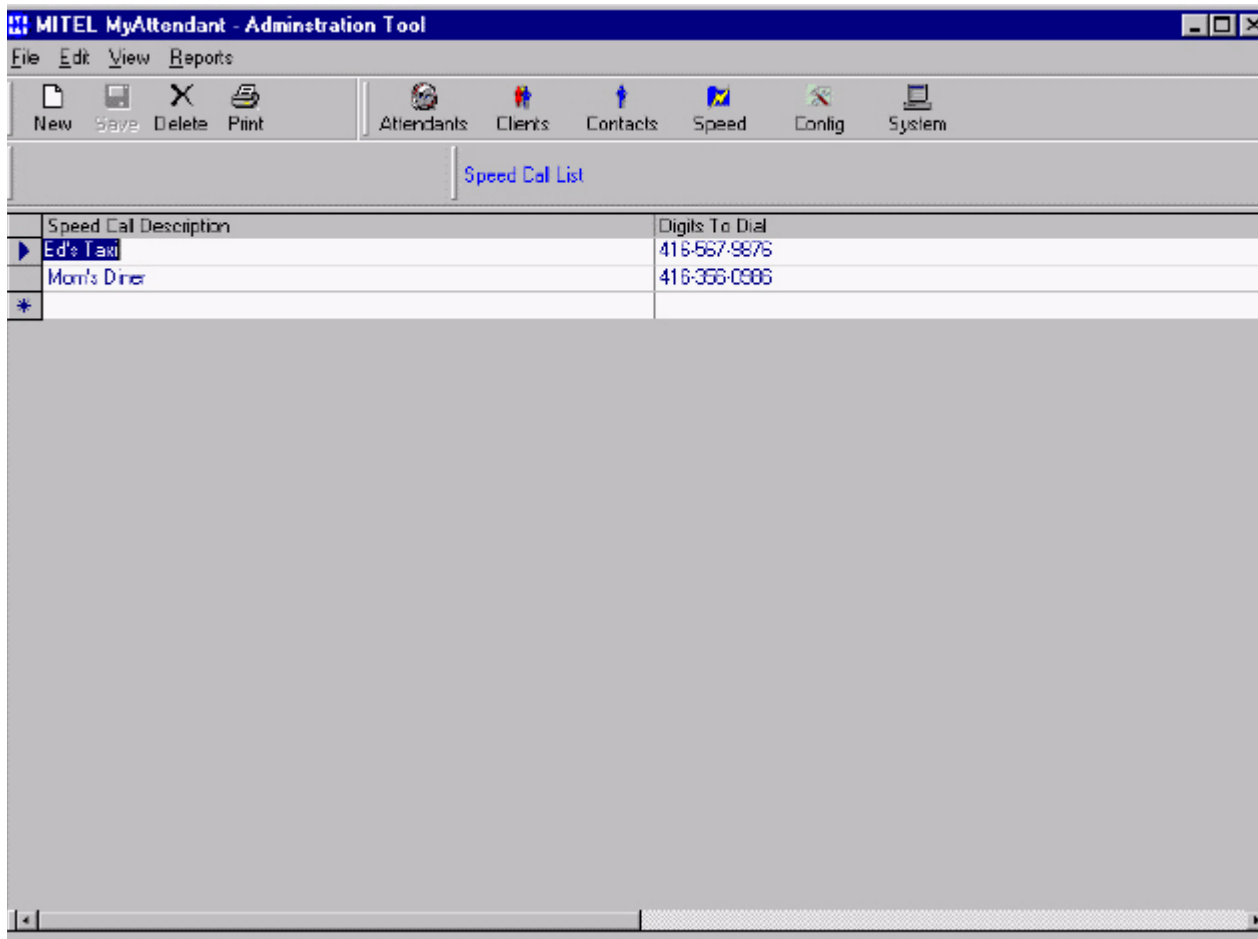 MITEL MyAttendant - Adminstration Tool
File Edit View Reports
New Save Delete Print Attendants Clients Contacts Speed Config System
Speed Call List
Speed Call Description Digits To Dial
Ed's Taxi 416-567-9876
Mom's Diner 416-356-0986